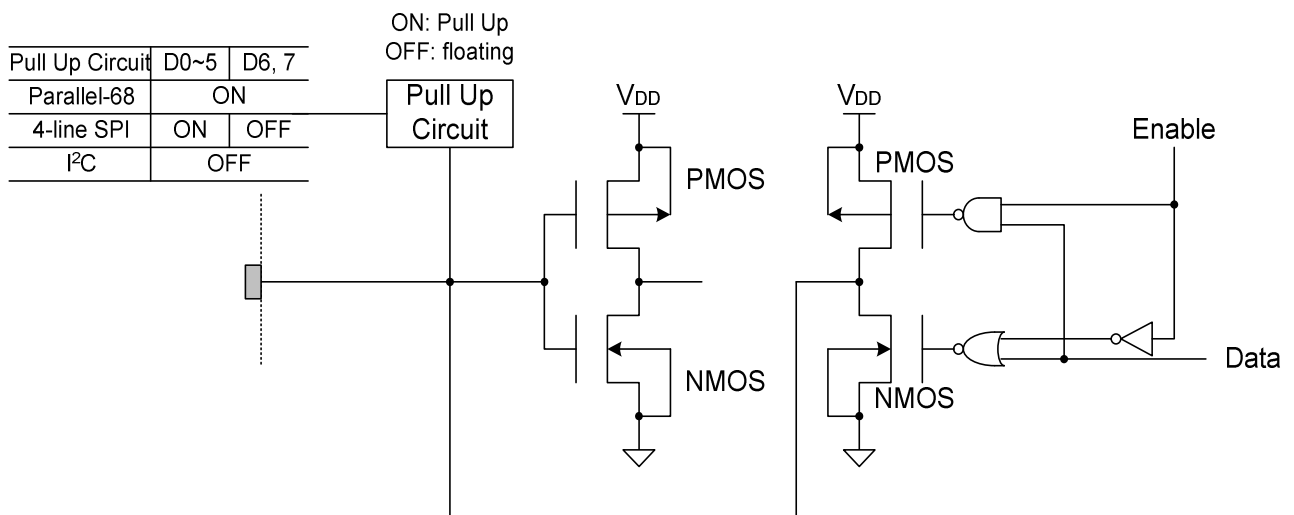 ON: Pull Up
OFF: floating
Pull Up Circuit D0~5 D6, 7
Parallel-68 ON
4-line SPI ON OFF
I²C OFF
Pull Up
Circuit
VDD
PMOS
NMOS
VDD
PMOS
NMOS
Enable
Data